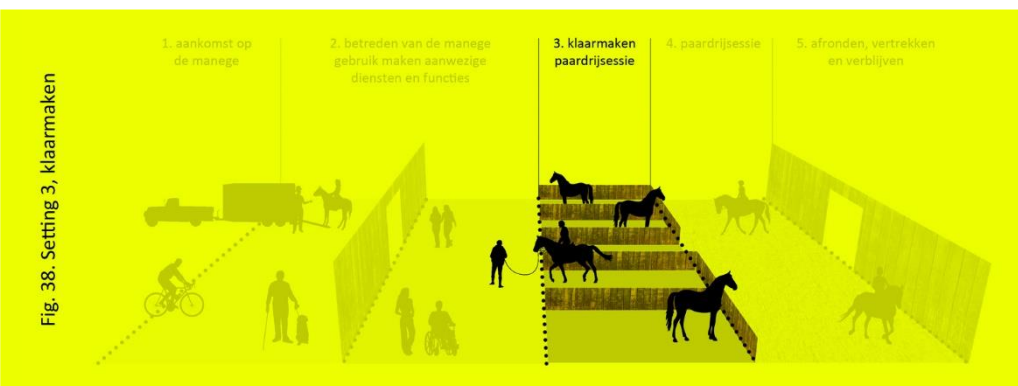 Fig. 38. Setting 3, klaarmaken
1. aankomst op
de manege
2. betreden van de manege
gebruik maken aanwezige
diensten en functies
3. klaarmaken
paardrijsessie
4. paardrijsessie
5. afronden, vertrekken
en verblijven